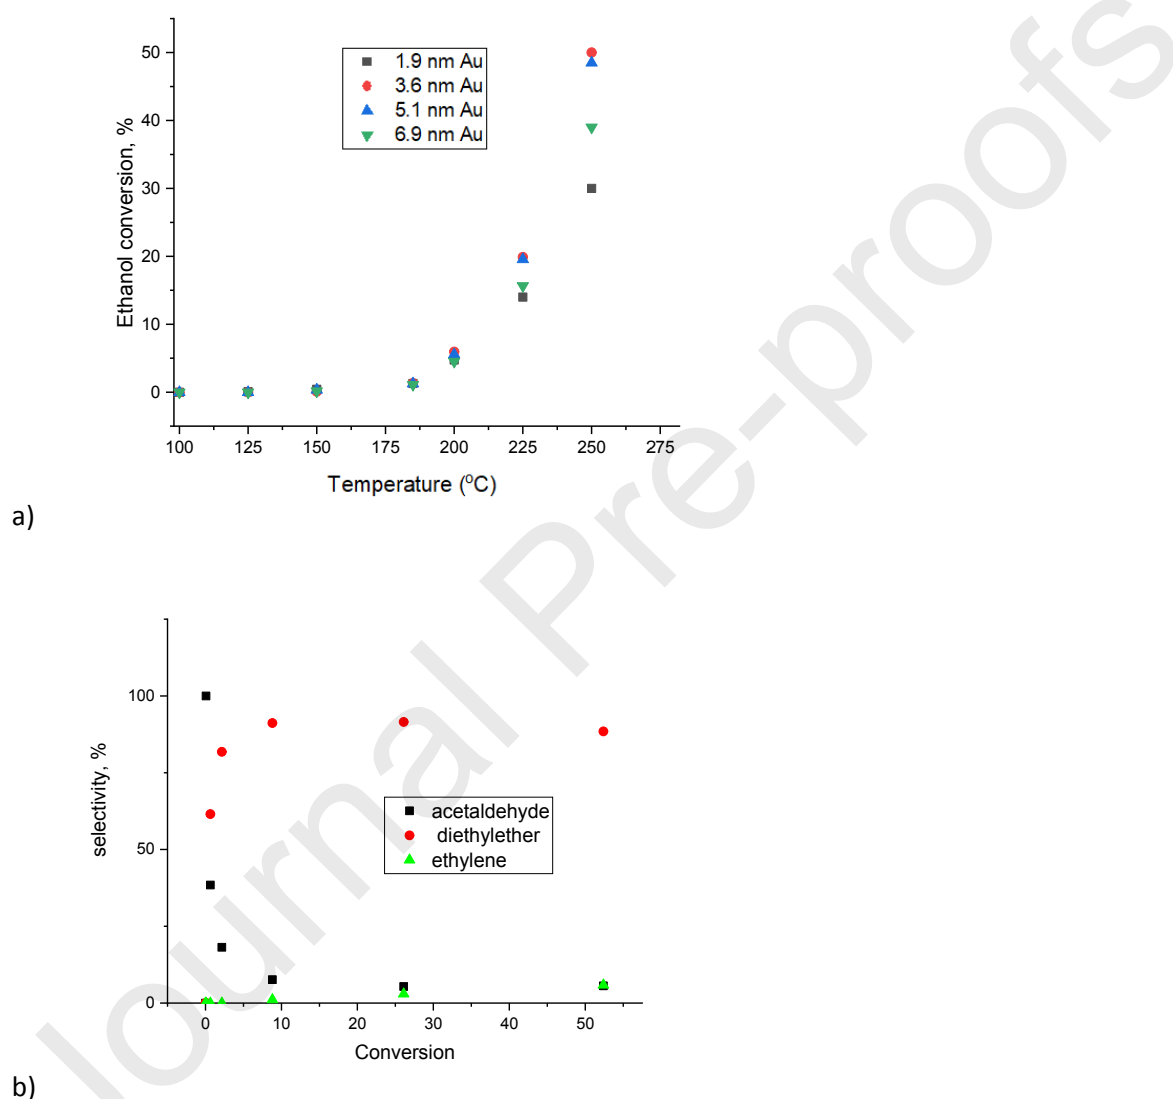 50
40
30
20
10
0
Ethanol conversion, %
1.9 nm Au
3.6 nm Au
5.1 nm Au
6.9 nm Au
100 125 150 175 200 225 250 275
Temperature (°C)
a)
100
50
0
selectivity, %
acetaldehyde
diethylether
ethylene
0 10 20 30 40 50
Conversion
b)
Journal Pre-proofs